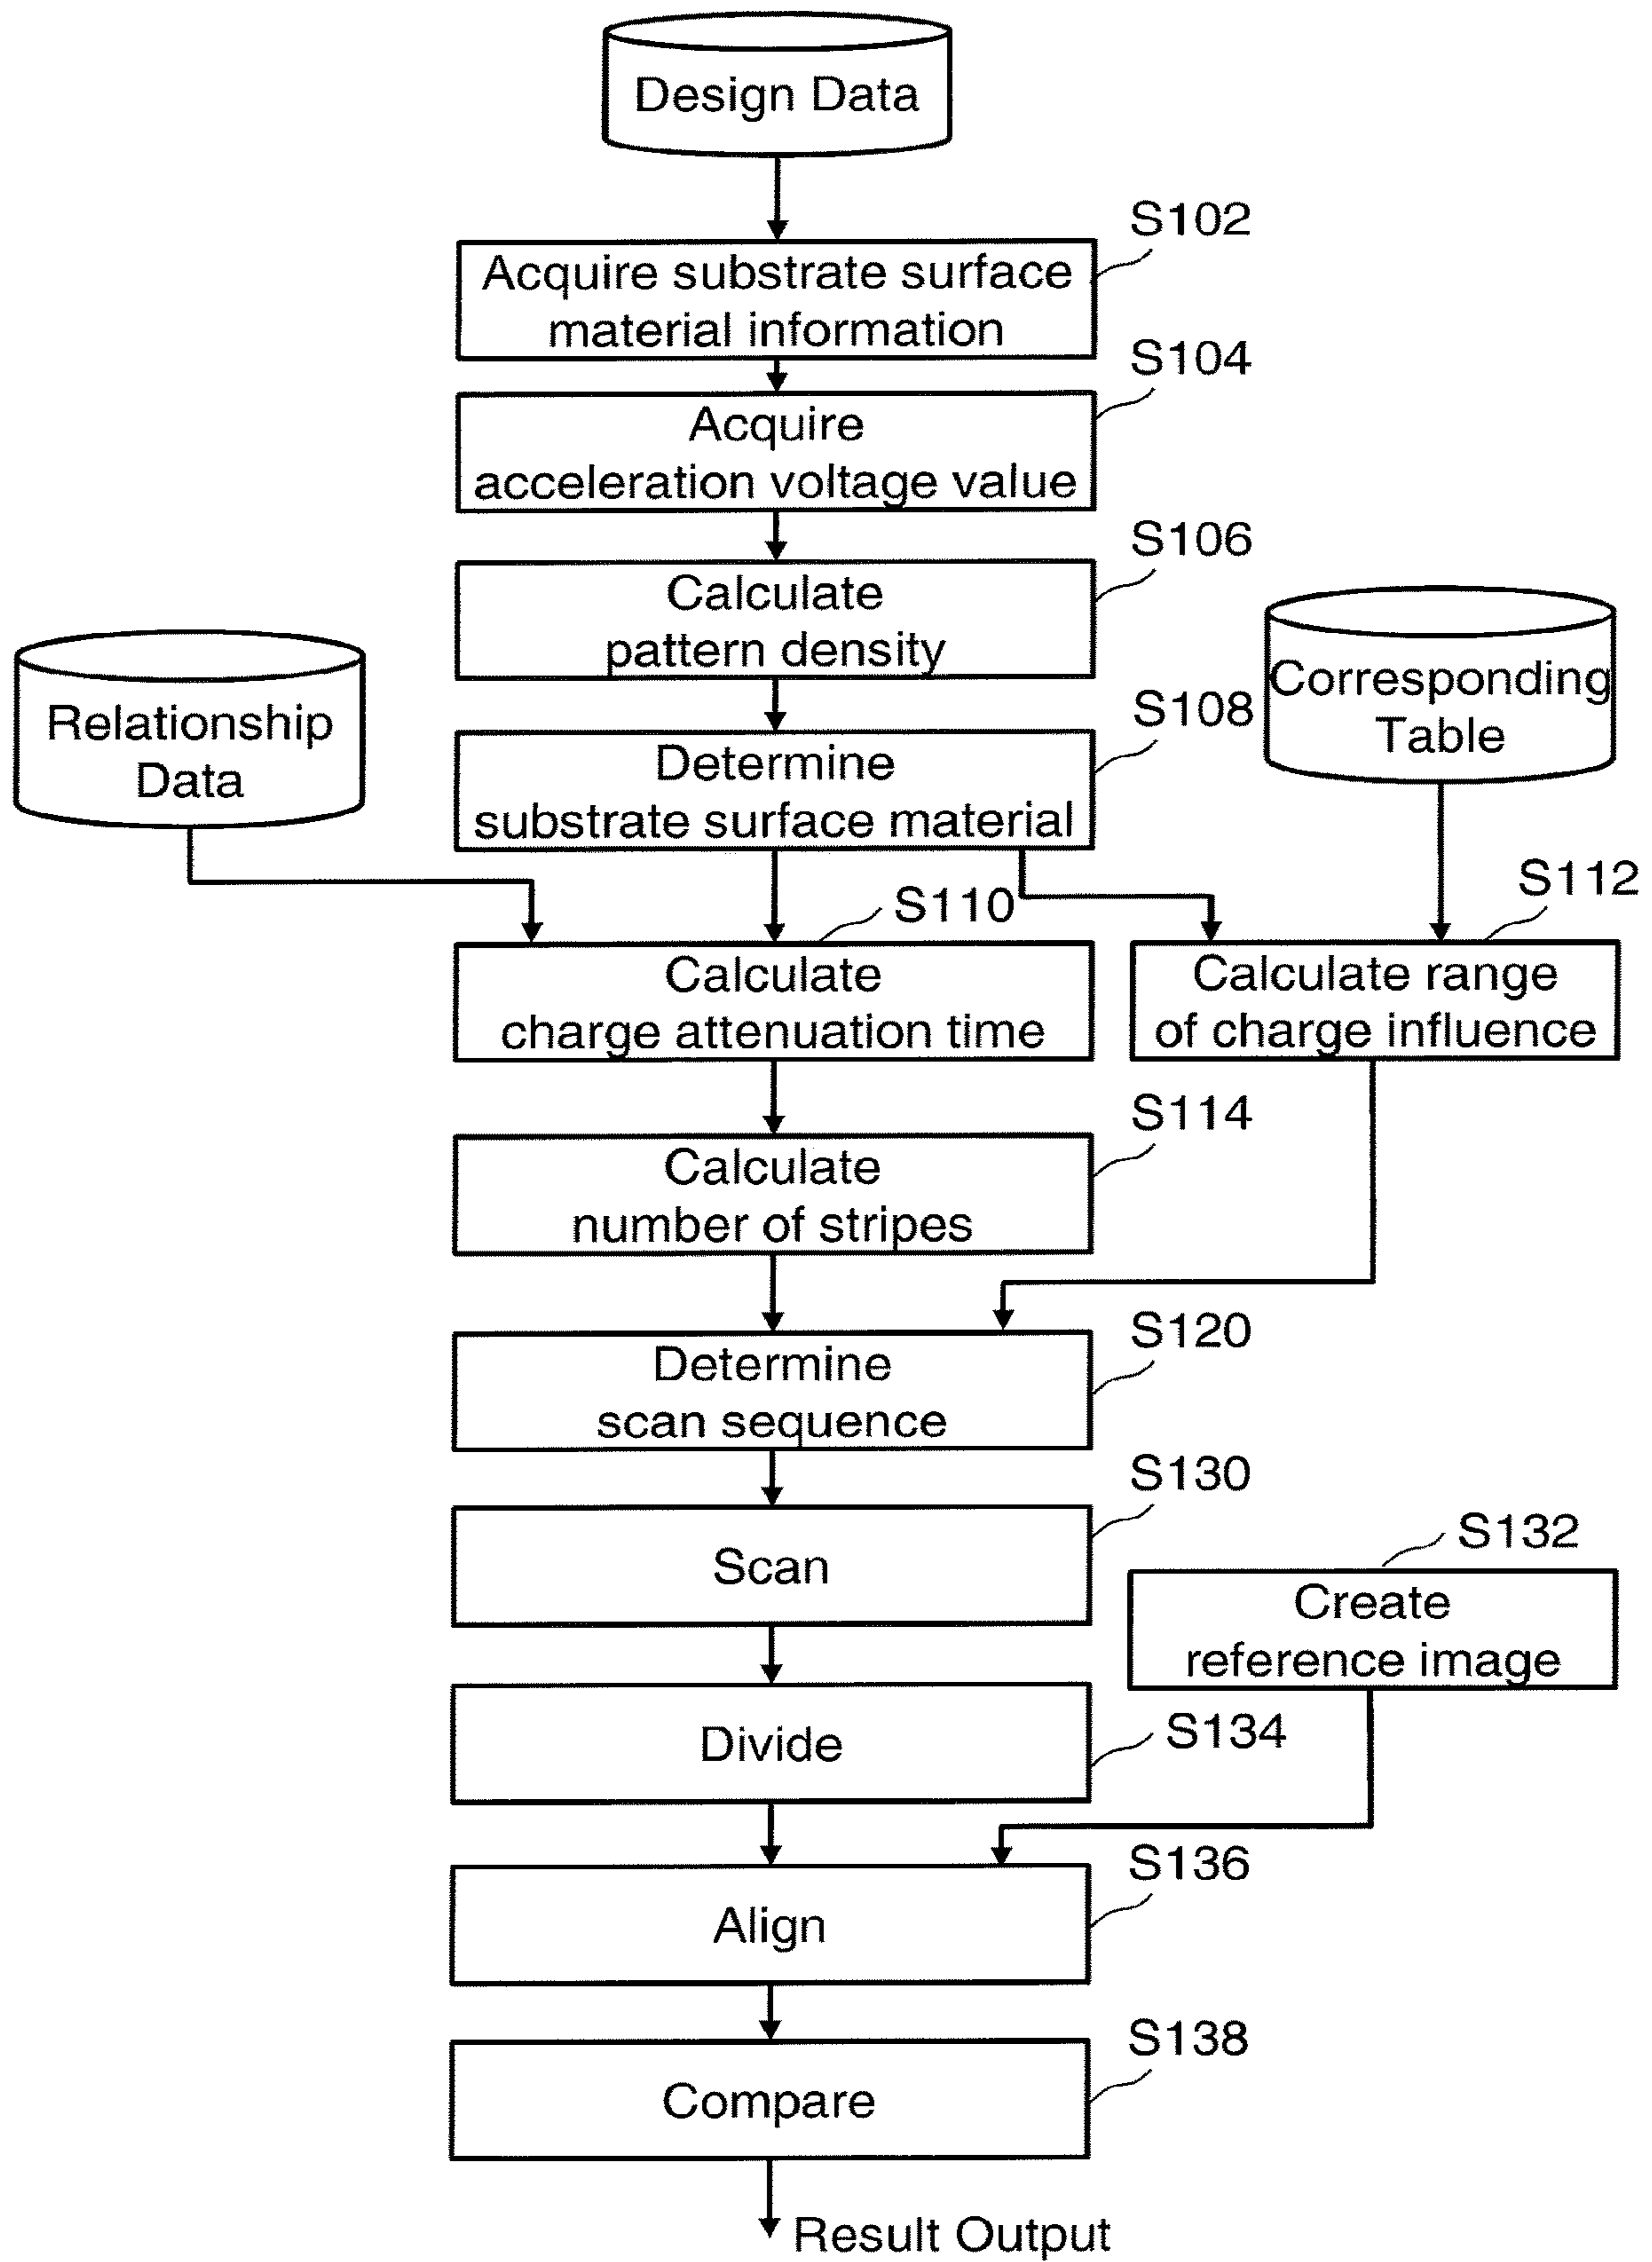 Design Data
S102
Acquire substrate surface
material information
S104
Acquire
acceleration voltage value
S106
Calculate
pattern density
Relationship
Data
Corresponding
Table
S108
Determine
substrate surface material
S110
Calculate
charge attenuation time
S112
Calculate range
of charge influence
S114
Calculate
number of stripes
S120
Determine
scan sequence
S130
Scan
S132
Create
reference image
Divide
S134
S136
Align
S138
Compare
Result Output